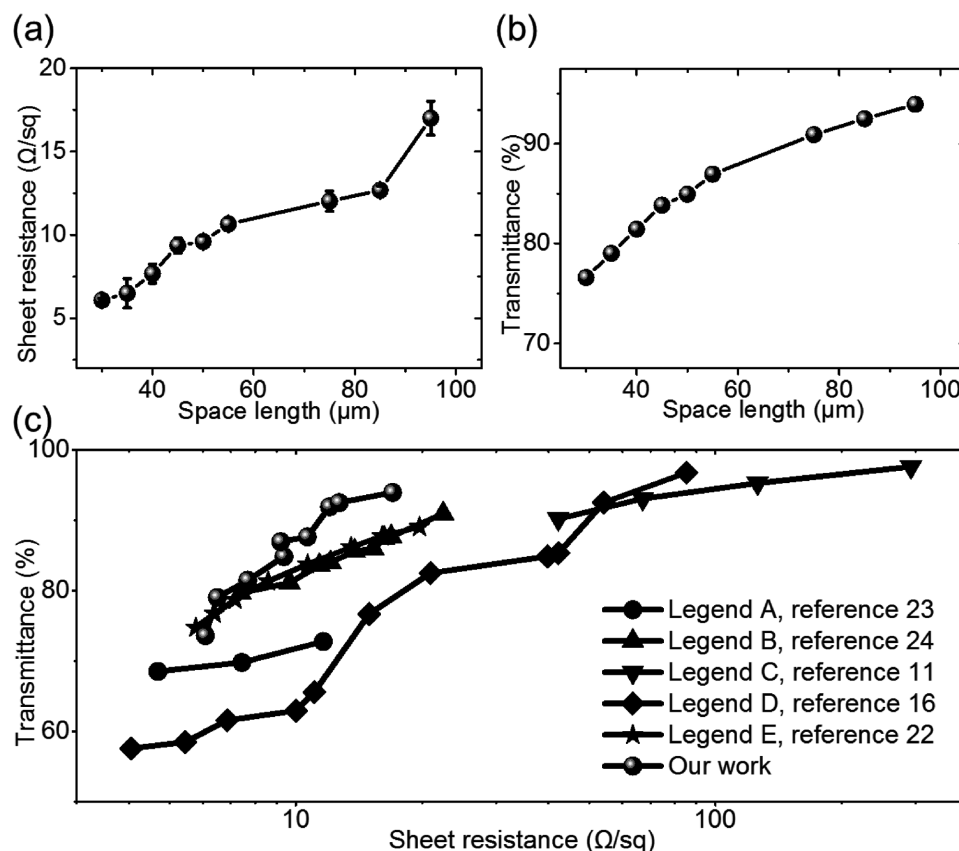 (a)
(b)
20
15
10
5
Sheet resistance (Ω/sq)
40
60
80
100
Space length (µm)
90
80
70
Transmittance (%)
40
60
80
100
Space length (µm)
(c)
100
80
60
Transmittance (%)
Legend A, reference 23
Legend B, reference 24
Legend C, reference 11
Legend D, reference 16
Legend E, reference 22
Our work
10
100
Sheet resistance (Ω/sq)